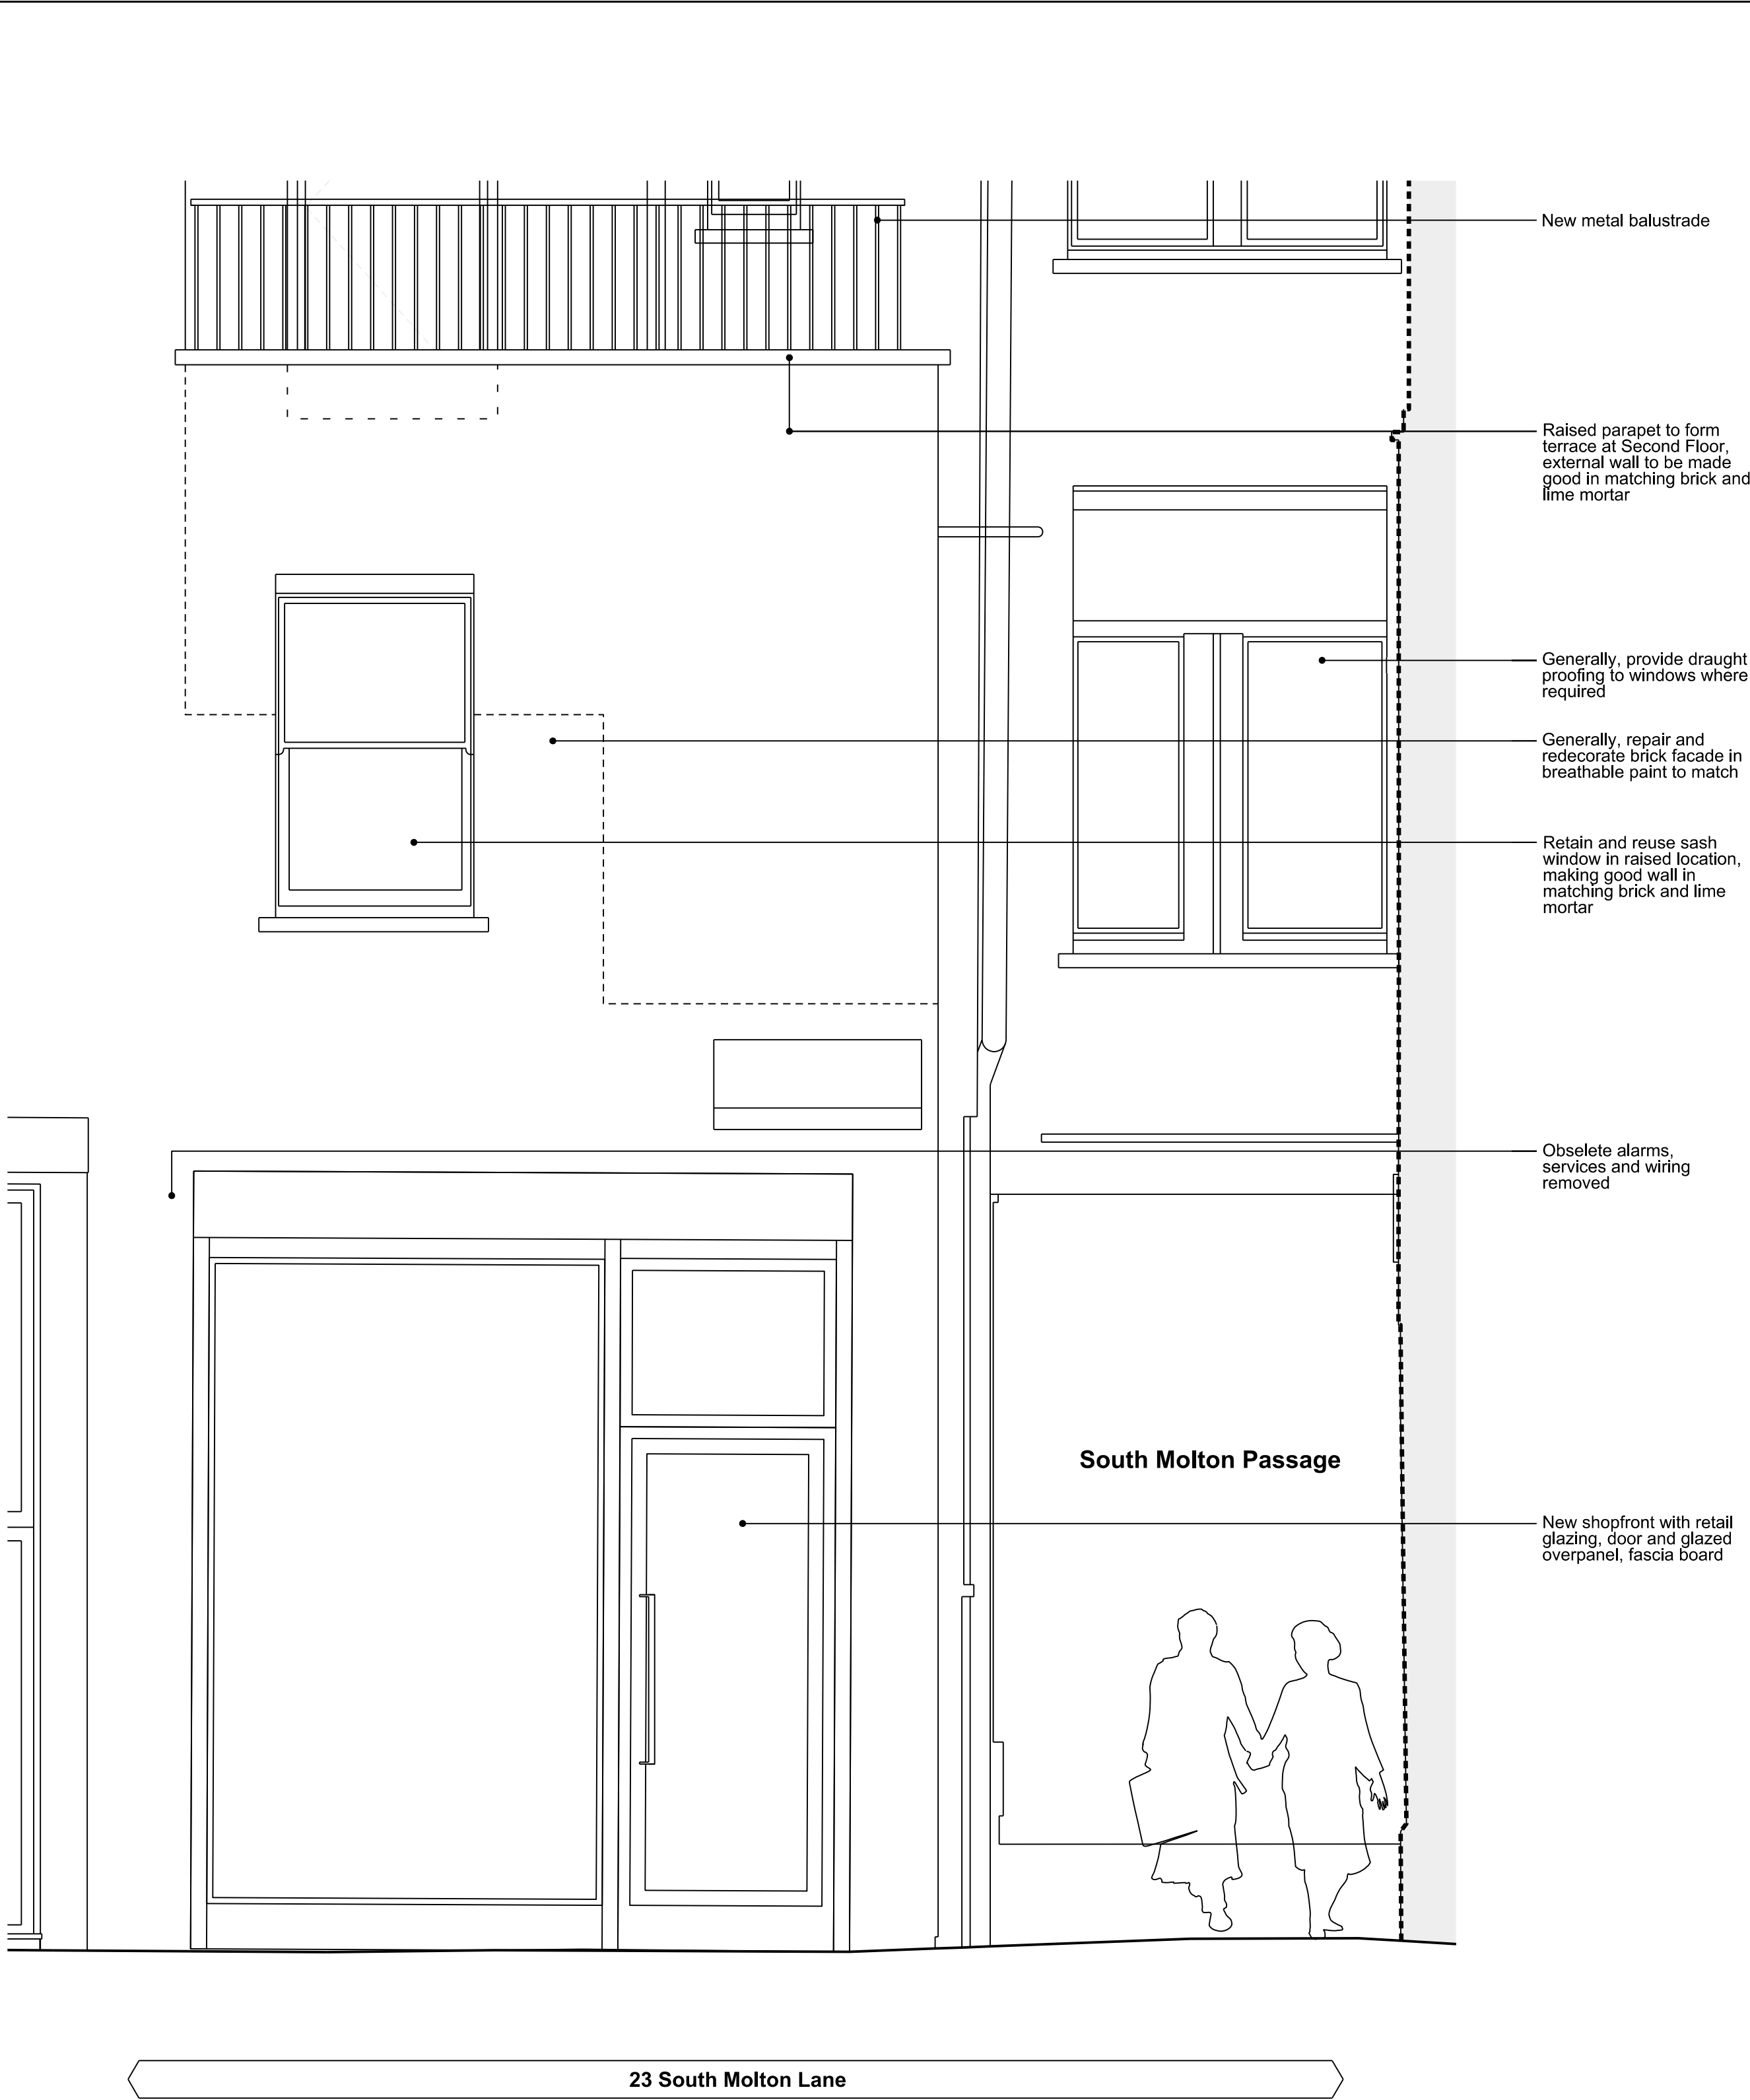 New metal balustrade
Raised parapet to form
terrace at Second Floor,
external wall to be made
good in matching brick and
lime mortar
Generally, provide draught
proofing to windows where
required
Generally, repair and
redecorate brick facade in
breathable paint to match
Retain and reuse sash
window in raised location,
making good wall in
matching brick and lime
mortar
Obselete alarms,
services and wiring
removed
South Molton Passage
New shopfront with retail
glazing, door and glazed
overpanel, fascia board
23 South Molton Lane